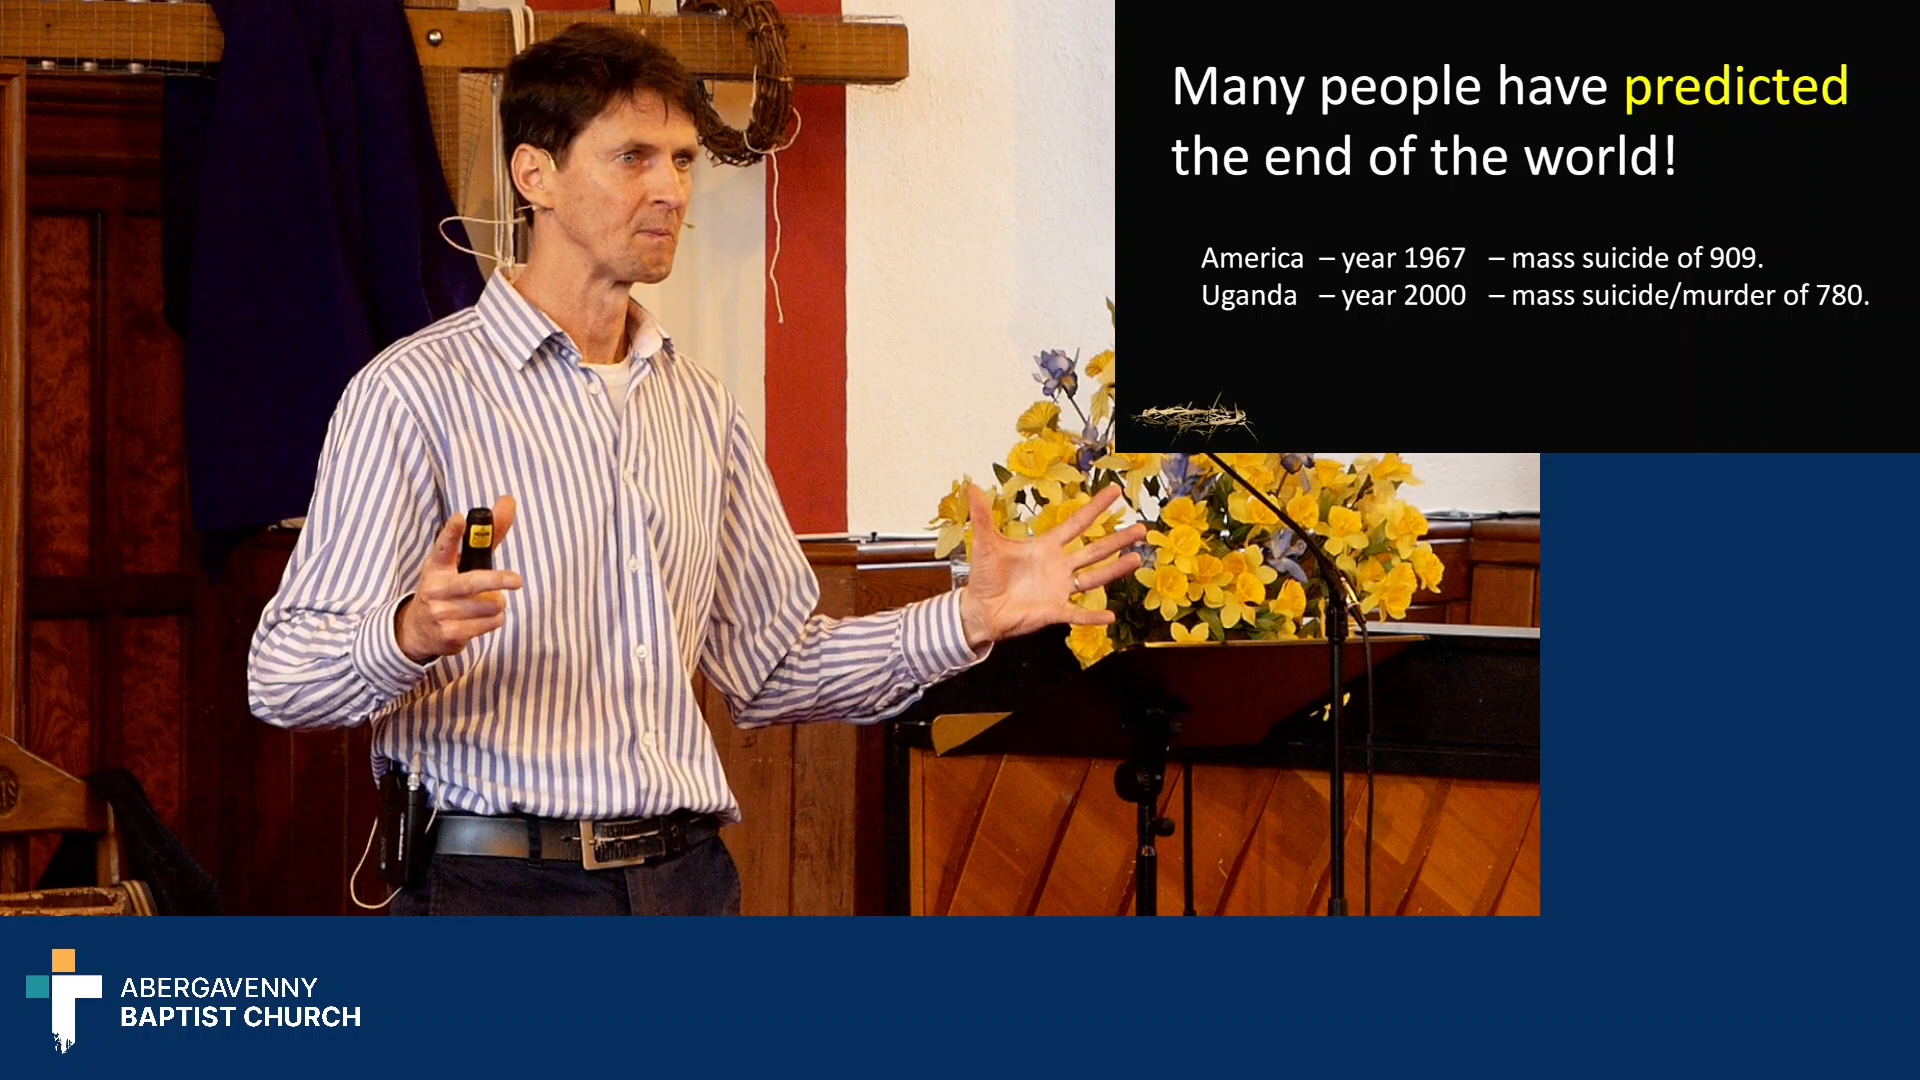 Many people have predicted
the end of the world!
America – year 1967 – mass suicide of 909.
Uganda – year 2000 – mass suicide/murder of 780.
ABERGAVENNY
BAPTIST CHURCH